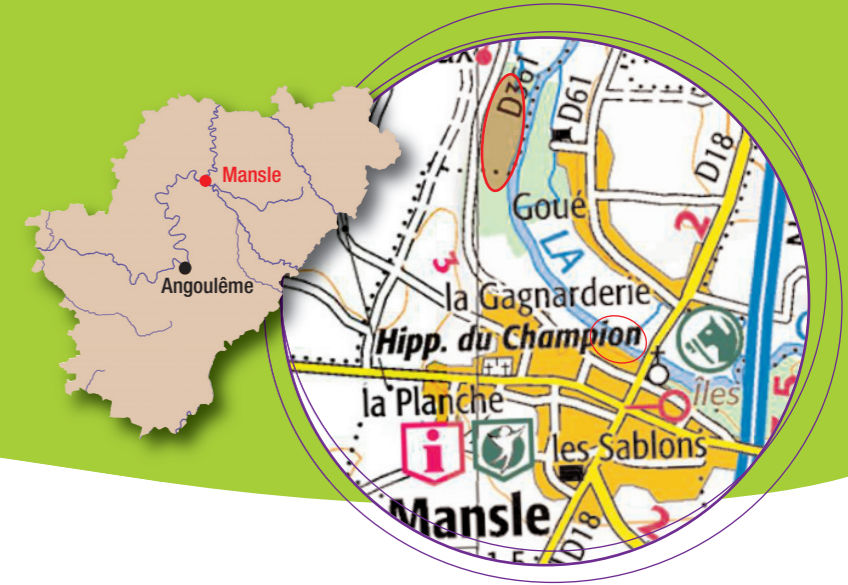 Mansle
Angoulême
D361
D61
D18
Goué
2
LA
3
la Gagnarderie
Hipp. du Champion
îles
la Planche
5
i
les Sablons
Mansle
D18
2